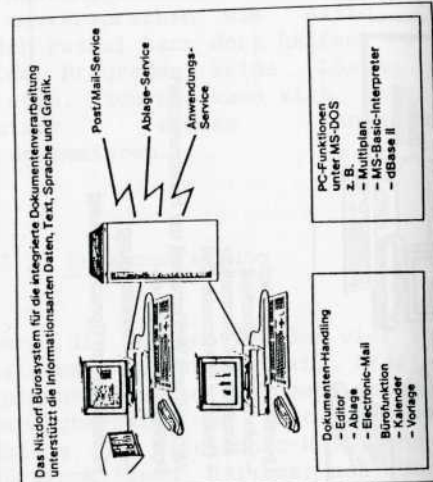 Das Nixdorf Bürosystem für die integrierte Dokumentenverarbeitung
unterstützt die Informationsarten Daten, Text, Sprache und Grafik.
Post/Mail-Service
Ablage-Service
Anwendungs-
Service
Dokumenten-Handling
– Editor
– Ablage
– Electronic-Mail
Bürofunktion
– Kalender
– Vorlage
PC-Funktionen
unter MS-DOS
z. B.
– Multiplan
– MS-Basic-Interpreter
– dBase II